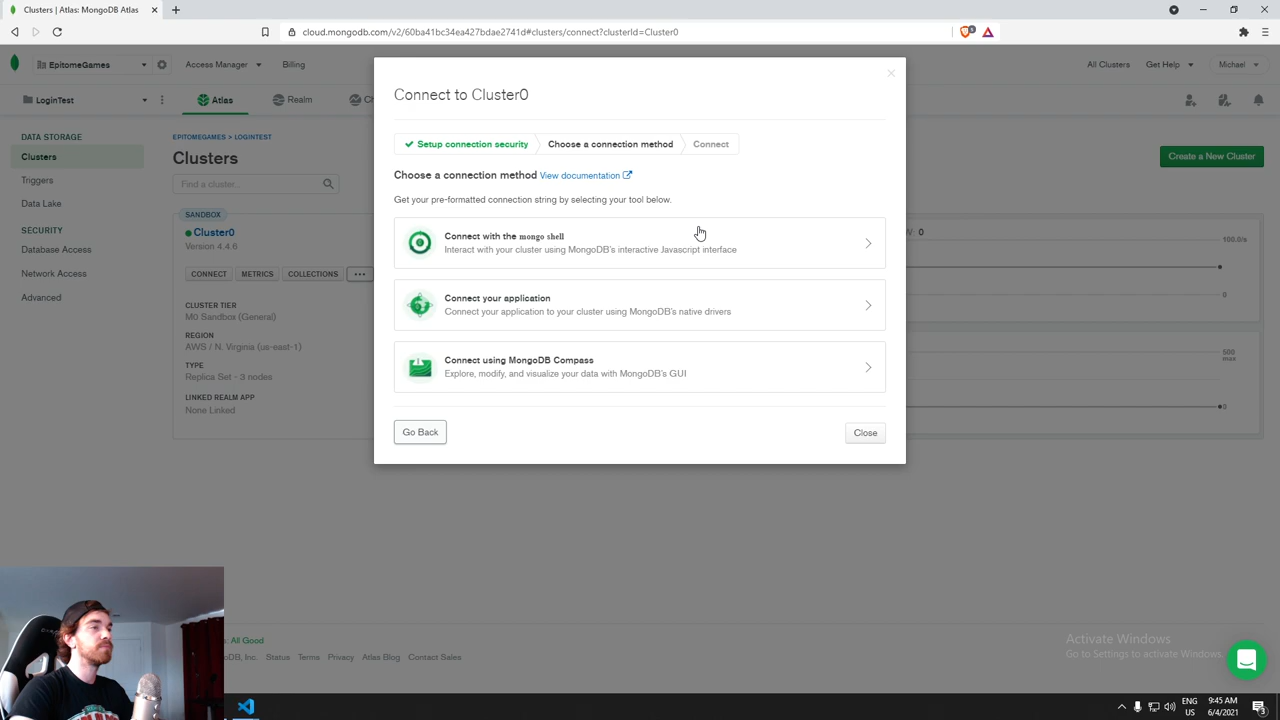 Clusters | Atlas: MongoDB Atlas
cloud.mongodb.com/v2/60ba41bc34ea427bdae2741d#clusters/connect?clusterId=Cluster0
EpitomeGames
Access Manager
Billing
All Clusters
Get Help
Michael
LoginTest
Atlas
Realm
DATA STORAGE
Clusters
Triggers
Data Lake
SECURITY
Database Access
Network Access
Advanced
EPITOMEGAMES > LOGINTEST
Clusters
Find a cluster...
Create a New Cluster
SANDBOX
Cluster0
Version 4.4.6
CONNECT
METRICS
COLLECTIONS
...
CLUSTER TIER
M0 Sandbox (General)
REGION
AWS / N. Virginia (us-east-1)
TYPE
Replica Set - 3 nodes
LINKED REALM APP
None Linked
Connect to Cluster0
Setup connection security
Choose a connection method
Connect
Choose a connection method View documentation
Get your pre-formatted connection string by selecting your tool below.
Connect with the mongo shell
Interact with your cluster using MongoDB's interactive Javascript interface
Connect your application
Connect your application to your cluster using MongoDB's native drivers
Connect using MongoDB Compass
Explore, modify, and visualize your data with MongoDB's GUI
Go Back
Close
W: 0
100.0/s
0
max
0
All Good
Inc.
Status
Terms
Privacy
Atlas Blog
Contact Sales
Activate Windows
Go to Settings to activate Windows.
ENG
US
9:45 AM
6/4/2021